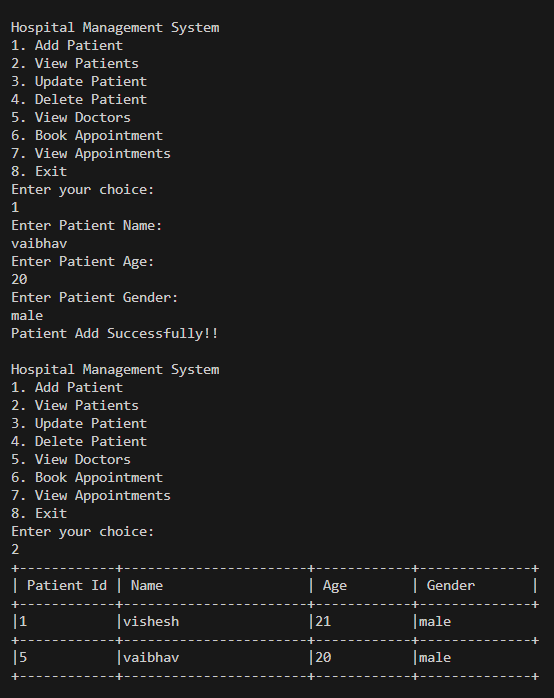 Hospital Management System
1. Add Patient
2. View Patients
3. Update Patient
4. Delete Patient
5. View Doctors
6. Book Appointment
7. View Appointments
8. Exit
Enter your choice:
1
Enter Patient Name:
vaibhav
Enter Patient Age:
20
Enter Patient Gender:
male
Patient Add Successfully!!

Hospital Management System
1. Add Patient
2. View Patients
3. Update Patient
4. Delete Patient
5. View Doctors
6. Book Appointment
7. View Appointments
8. Exit
Enter your choice:
2
+------------+-----------------------+------------+--------------+
| Patient Id | Name                  | Age        | Gender       |
+------------+-----------------------+------------+--------------+
|1           |vishesh                |21          |male
+------------+-----------------------+------------+--------------+
|5           |vaibhav                |20          |male
+------------+-----------------------+------------+--------------+